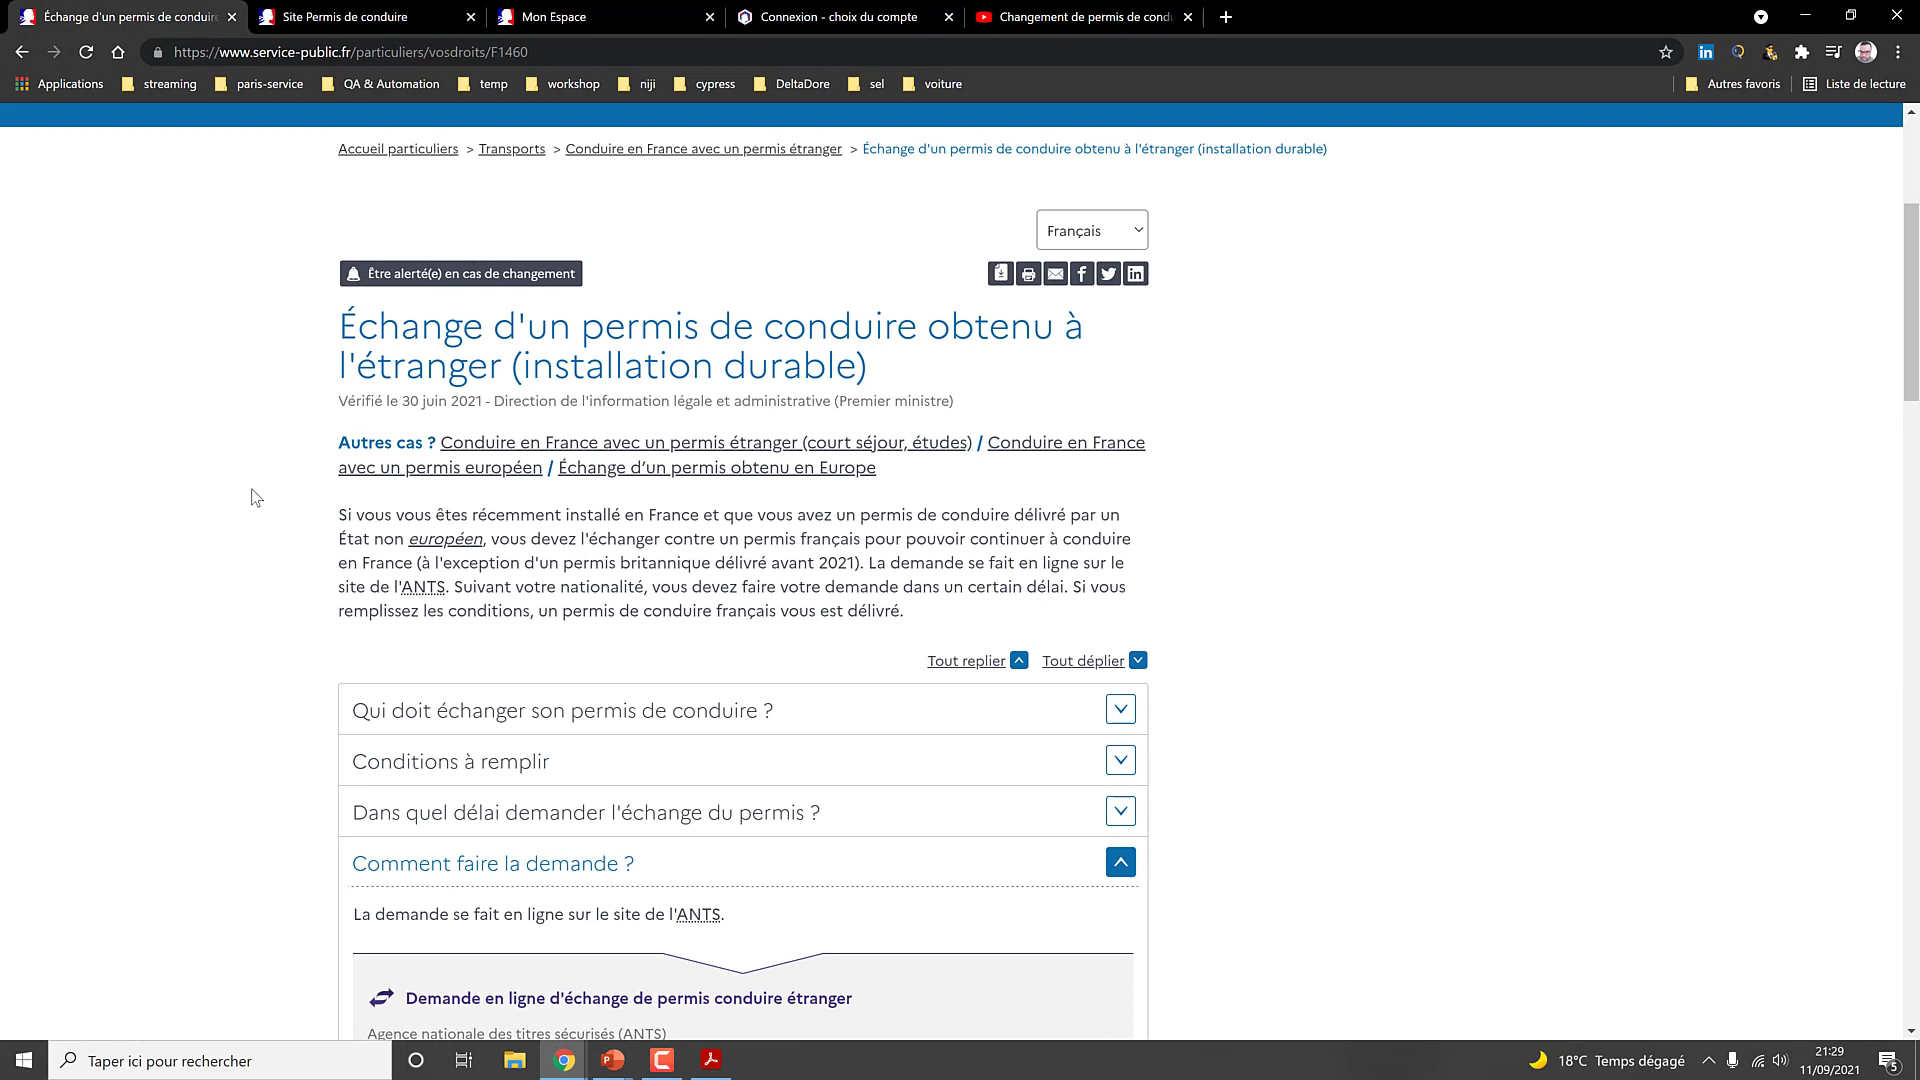 Échange d'un permis de conduire
Site Permis de conduire
Mon Espace
Connexion - choix du compte
Changement de permis de condu
https://www.service-public.fr/particuliers/vosdroits/F1460
Applications
streaming
paris-service
QA & Automation
temp
workshop
niji
cypress
DeltaDore
sel
voiture
Autres favoris
Liste de lecture
Accueil particuliers > Transports > Conduire en France avec un permis étranger > Échange d'un permis de conduire obtenu à l'étranger (installation durable)
Français
Être alerté(e) en cas de changement
Échange d'un permis de conduire obtenu à
l'étranger (installation durable)
Vérifié le 30 juin 2021 - Direction de l'information légale et administrative (Premier ministre)
Autres cas ? Conduire en France avec un permis étranger (court séjour, études) / Conduire en France
avec un permis européen / Échange d’un permis obtenu en Europe
Si vous vous êtes récemment installé en France et que vous avez un permis de conduire délivré par un
État non européen, vous devez l'échanger contre un permis français pour pouvoir continuer à conduire
en France (à l'exception d'un permis britannique délivré avant 2021). La demande se fait en ligne sur le
site de l'ANTS. Suivant votre nationalité, vous devez faire votre demande dans un certain délai. Si vous
remplissez les conditions, un permis de conduire français vous est délivré.
Tout replier
Tout déplier
Qui doit échanger son permis de conduire ?
Conditions à remplir
Dans quel délai demander l'échange du permis ?
Comment faire la demande ?
La demande se fait en ligne sur le site de l'ANTS.
Demande en ligne d'échange de permis conduire étranger
Agence nationale des titres sécurisés (ANTS)
Taper ici pour rechercher
18°C Temps dégagé
21:29
11/09/2021
5